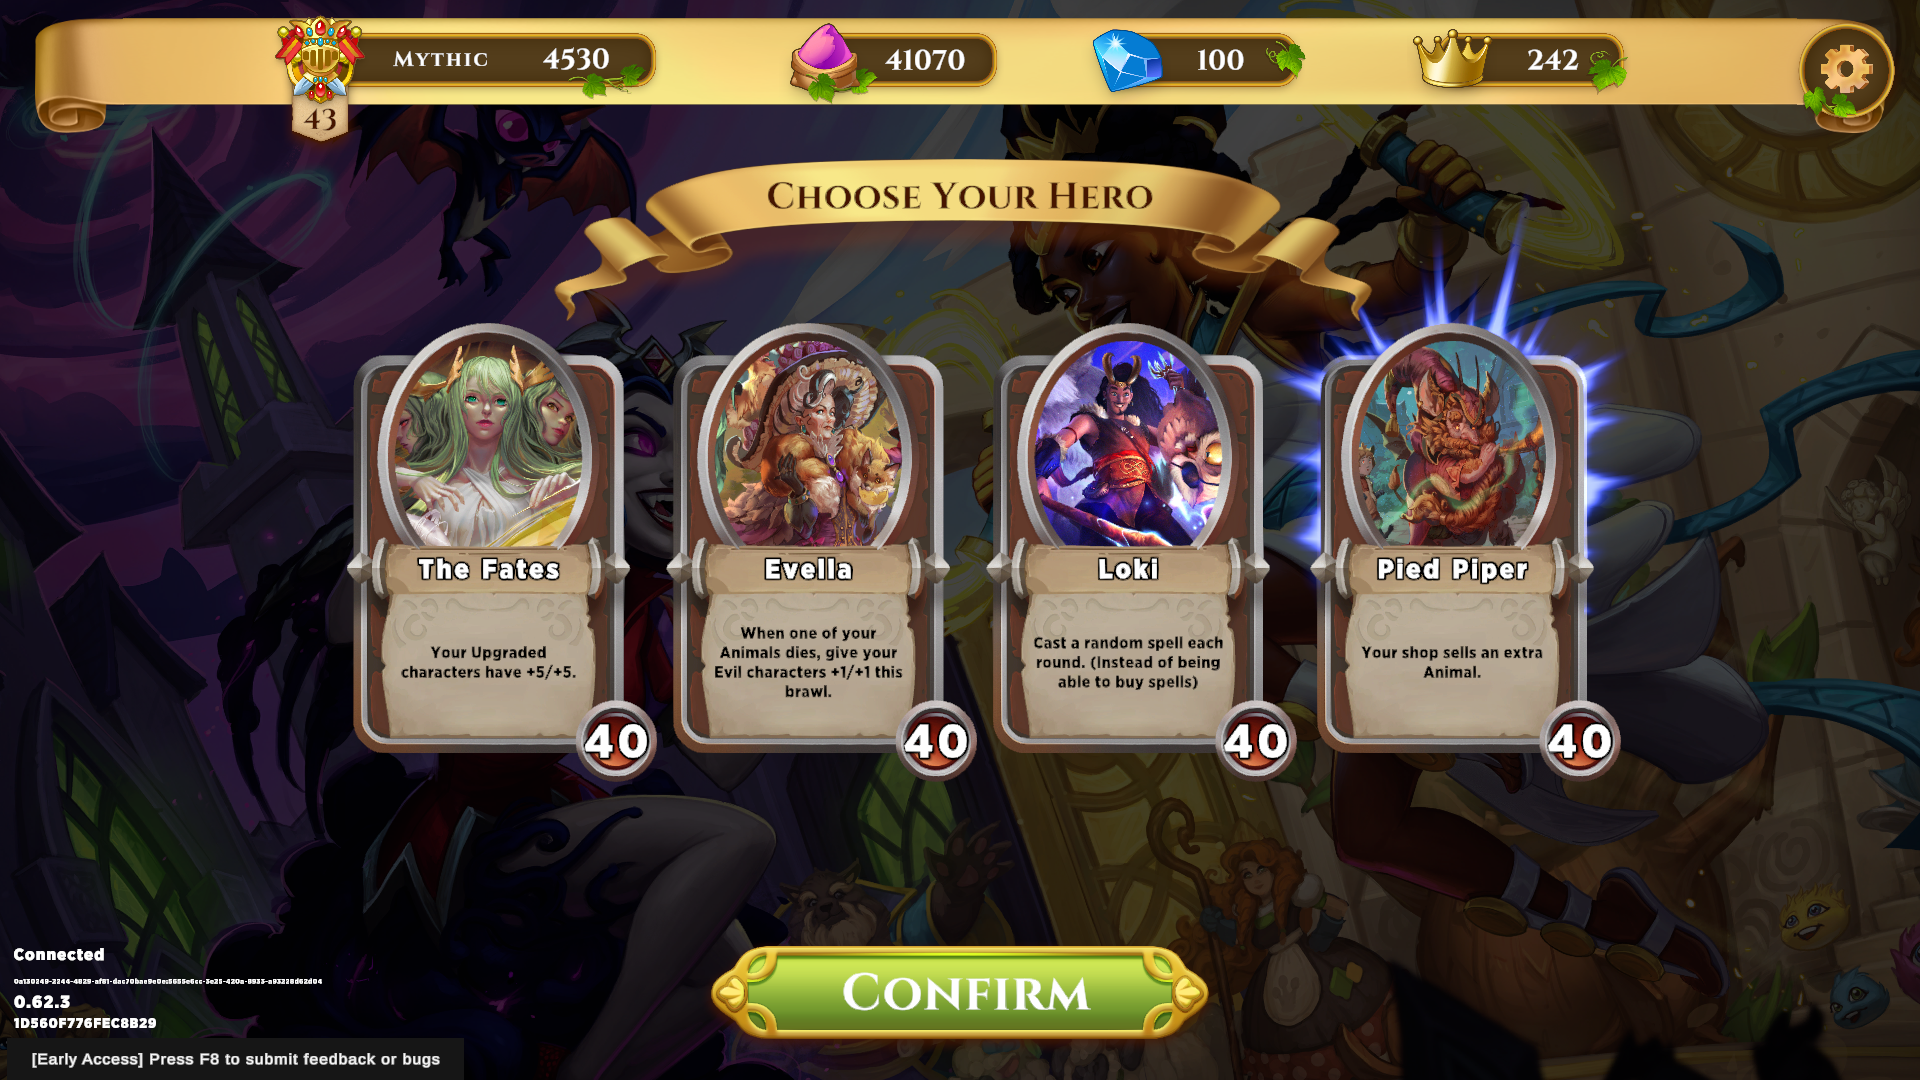 Mythic 4530
41070
100
242
43
Choose Your Hero
The Fates
Your Upgraded
characters have +5/+5.
40
Evella
When one of your
Animals dies, give your
Evil characters +1/+1 this
brawl.
40
Loki
Cast a random spell each
round. (Instead of being
able to buy spells)
40
Pied Piper
Your shop sells an extra
Animal.
40
Confirm
Connected
0.62.3
1D560F776FEC8B29
[Early Access] Press F8 to submit feedback or bugs